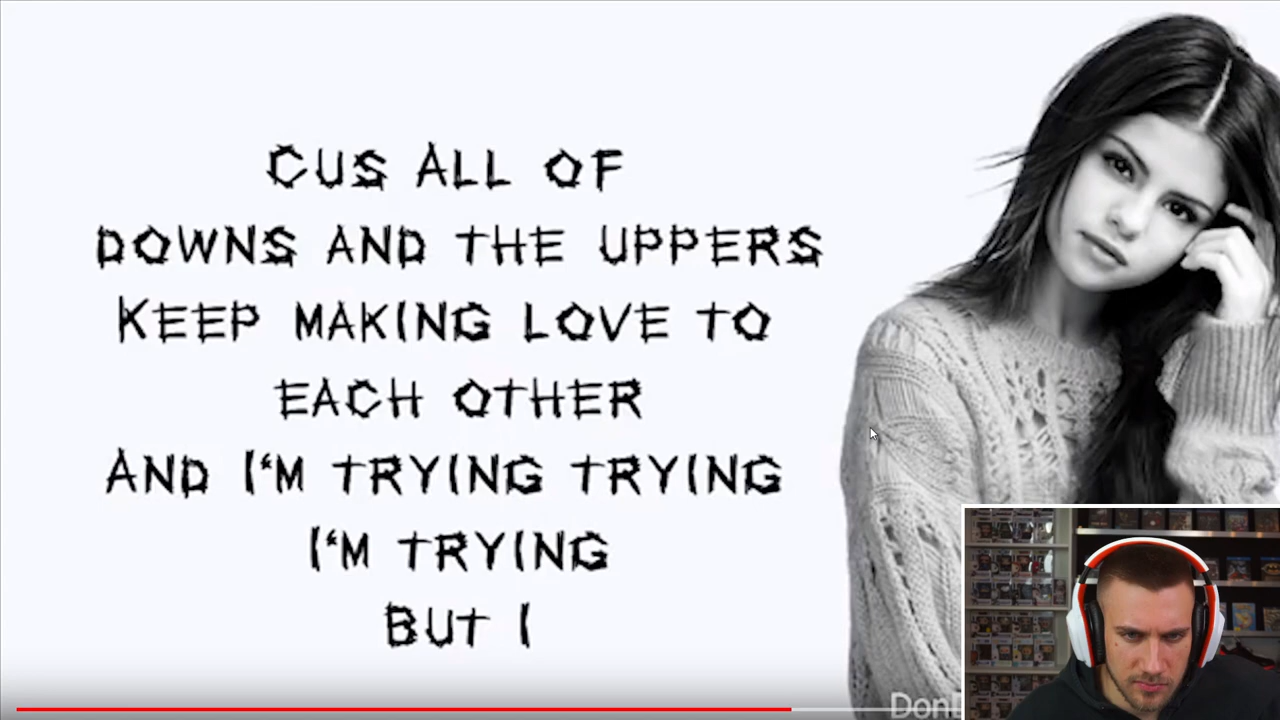 CUS ALL OF
DOWNS AND THE UPPERS
KEEP MAKING LOVE TO
EACH OTHER
AND I'M TRYING TRYING
I'M TRYING
BUT I